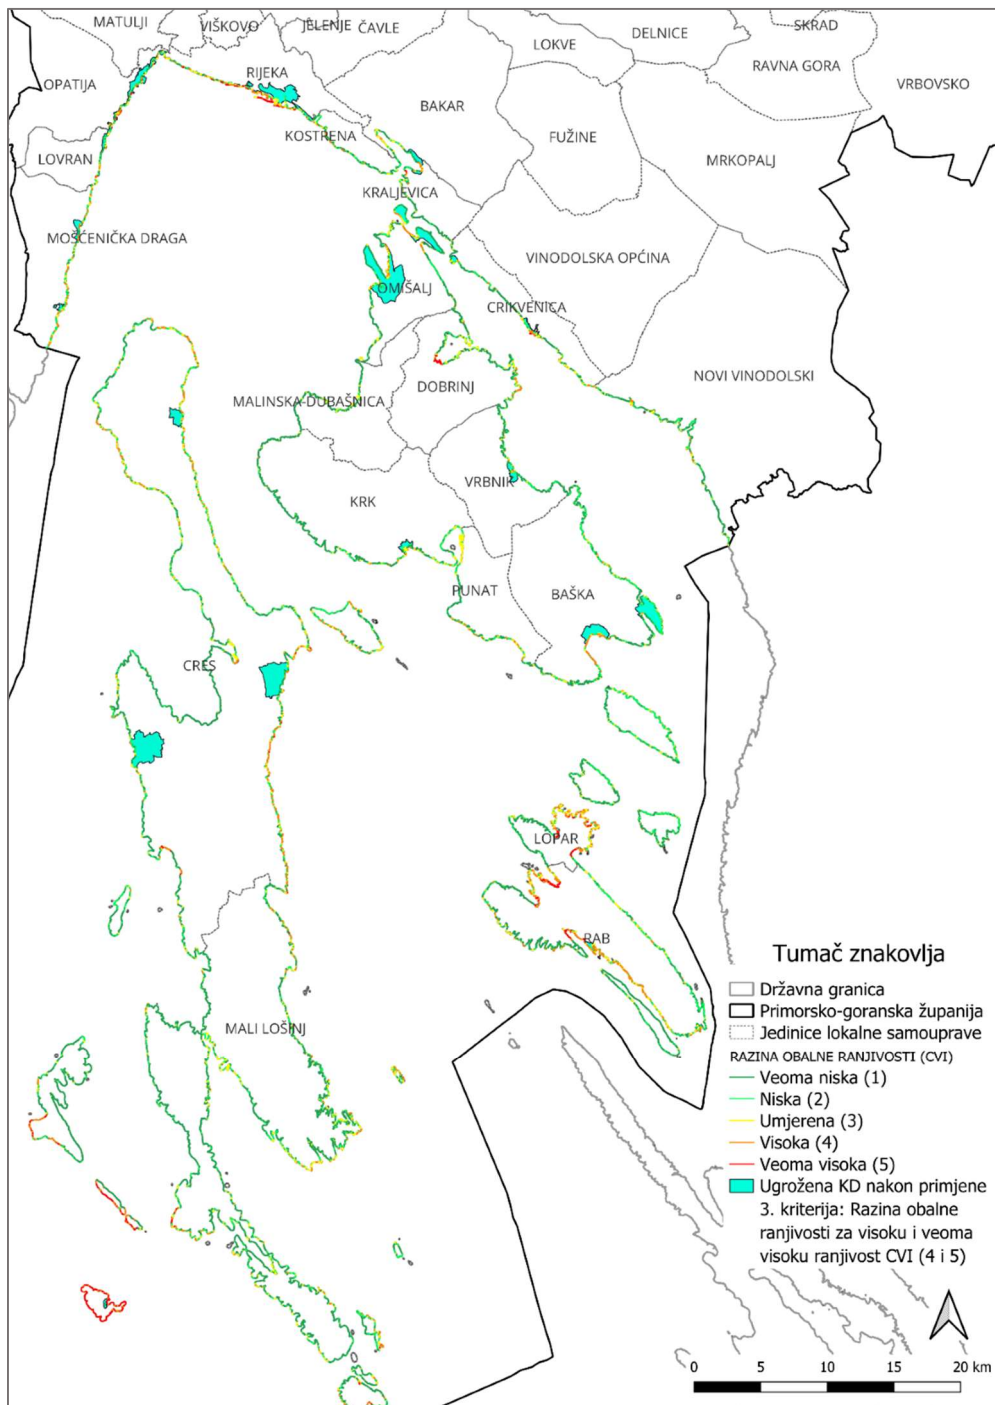 MATULJI
VIŠKOVO
JELENJE
ČAVLE
SKRAD
DELNICE
LOKVE
RAVNA GORA
RIJEKA
OPATIJA
VRBOVSKO
BAKAR
KOSTRENA
FUŽINE
LOVRAN
MRKOPALJ
KRALJEVICA
MOŠĆENIČKA DRAGA
VINODOLSKA OPĆINA
OMIŠALJ
CRIKVENICA
NOVI VINODOLSKI
DOBRINJ
MALINSKA-DUBAŠNICA
VRBNIK
KRK
PUNAT
BAŠKA
CRES
LOPAR
RAB
MALI LOŠINJ
Tumač znakovlja
Državna granica
Primorsko-goranska županija
Jedinice lokalne samouprave
RAZINA OBALNE RANJIVOSTI (CVI)
Veoma niska (1)
Niska (2)
Umjerena (3)
Visoka (4)
Veoma visoka (5)
Ugrožena KD nakon primjene
3. kriterija: Razina obalne
ranjivosti za visoku i veoma
visoku ranjivost CVI (4 i 5)
0 5 10 15 20 km